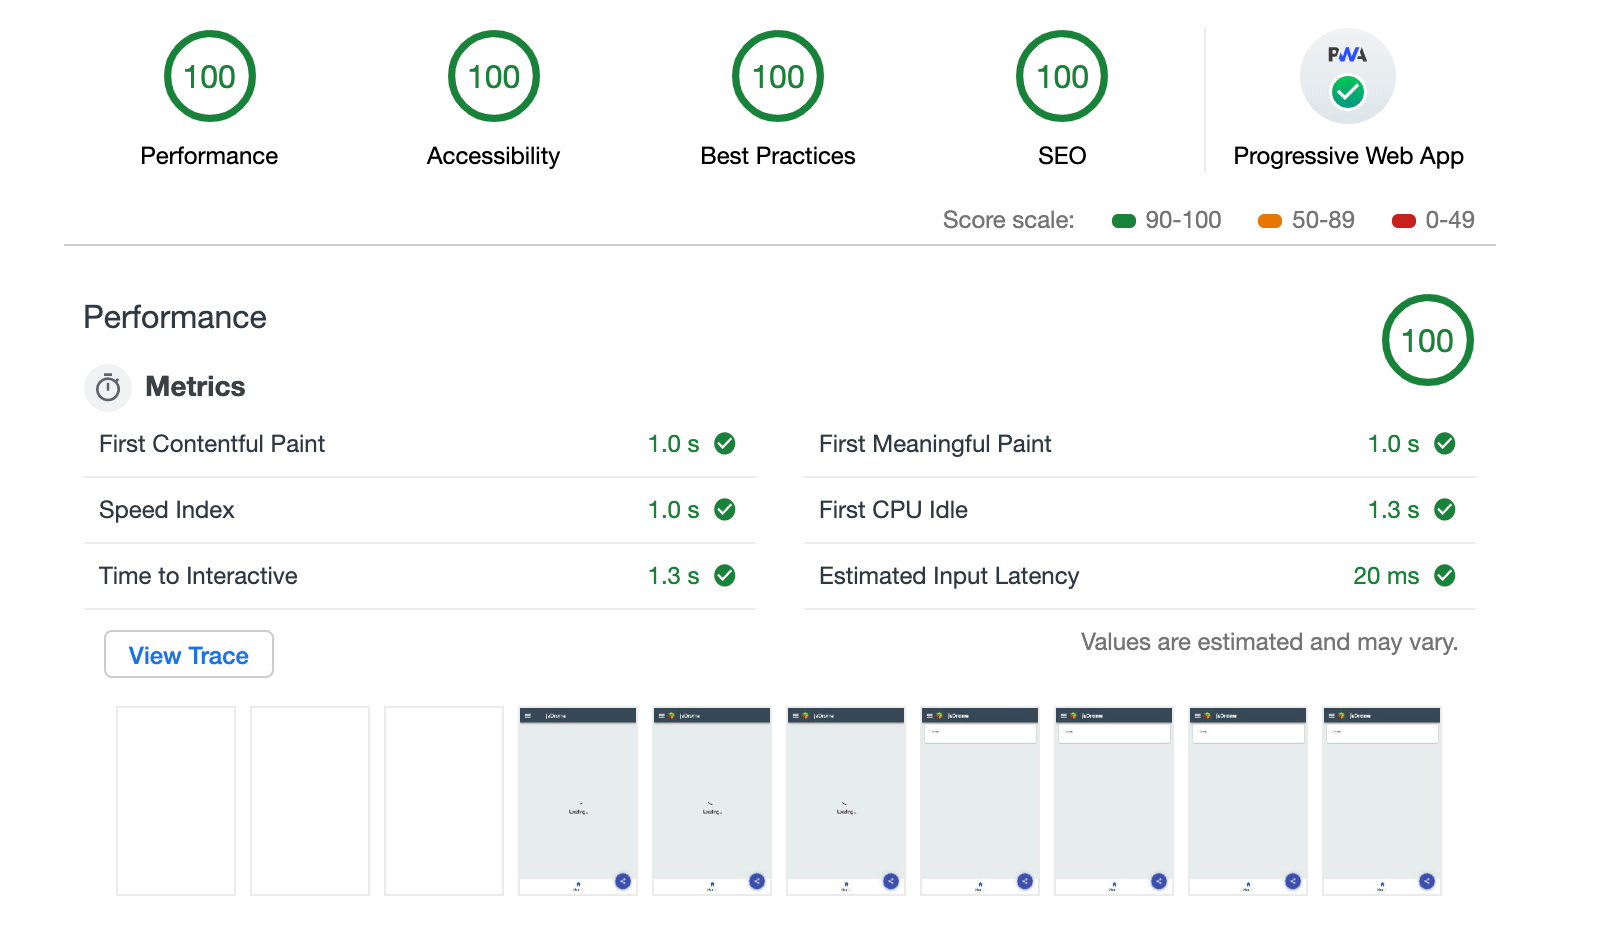 100 100 100 100 PWA
Performance Accessibility Best Practices SEO Progressive Web App
Score scale: 90-100 50-89 0-49
Performance
100
Metrics
First Contentful Paint 1.0 s First Meaningful Paint 1.0 s
Speed Index 1.0 s First CPU Idle 1.3 s
Time to Interactive 1.3 s Estimated Input Latency 20 ms
View Trace Values are estimated and may vary.
Loading... Loading... Loading...